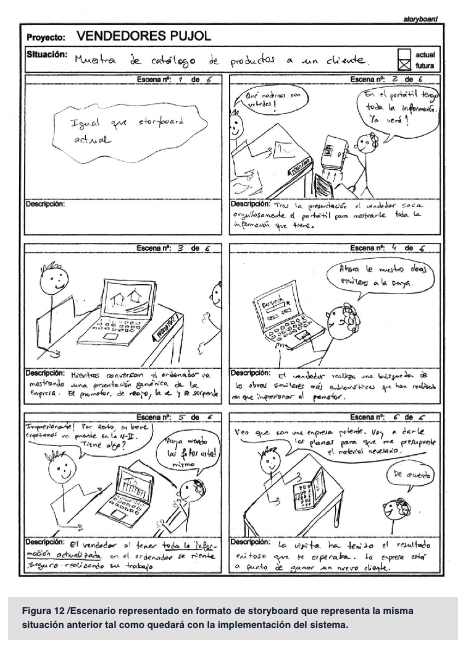 storyboard
Proyecto: VENDEDORES PUJOL
Situación: Muestra de catálogo de productos a un cliente.
actual
futura
Escena nº: 1 de 6
Igual que storyboard
actual
Descripción:
Escena nº: 2 de 6
¡Qué modernos son
ustedes!
En el portátil tengo
toda la información.
Ya verá!
Descripción: Tras la presentación el vendedor saca
orgullosamente el portátil para mostrarle toda la
información que tiene.
Escena nº: 3 de 6
Descripción: Mientras conversan el ordenador va
mostrando una presentación genérica de la
empresa. El promotor, de reojo, la ve y se sorprende
Escena nº: 4 de 6
Ahora le muestro obras
similares a la suya
Descripción: El vendedor realiza una búsqueda de
las obras similares más emblemáticas que han realizado
con que impresionar al promotor.
Escena nº: 5 de 6
Impresionante! Por cierto, en breve
empezamos un puente en la N-II.
Tiene algo?
Vaya viendo
las fotos ahora
mismo
Descripción: El vendedor al tener toda la infor-
mación actualizada en el ordenador se siente
seguro realizando su trabajo
Escena nº: 6 de 6
Veo que son una empresa potente. Voy a darle
los planos para que me presupueste
el material necesario.
De acuerdo
Descripción: La visita ha tenido el resultado
exitoso que se esperaba. La empresa está
a punto de ganar un nuevo cliente.
Figura 12 /Escenario representado en formato de storyboard que representa la misma
situación anterior tal como quedará con la implementación del sistema.